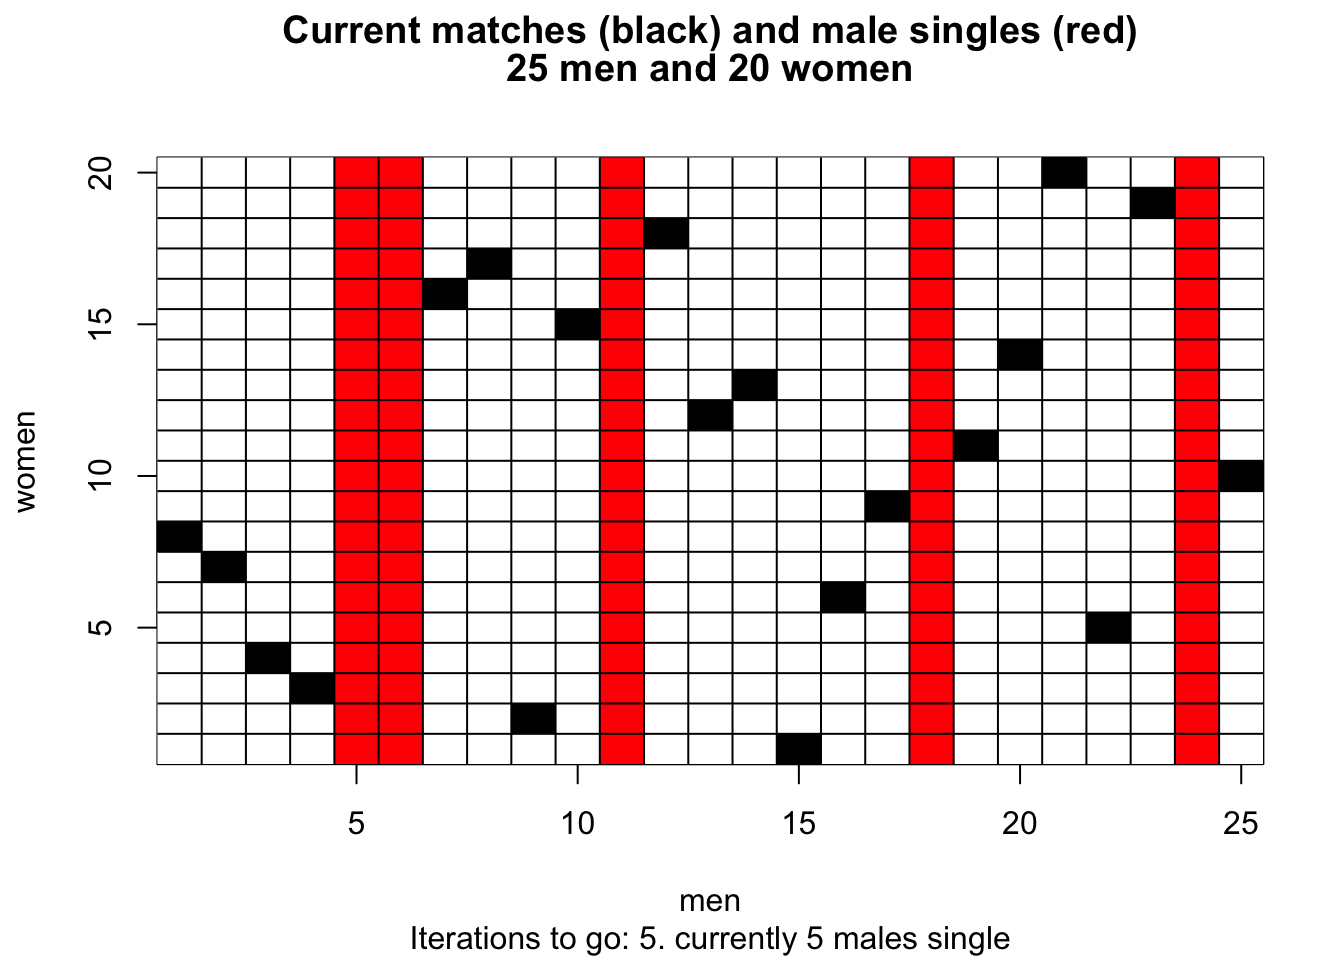 Current matches (black) and male singles (red)
25 men and 20 women
20
15
10
5
women
5 10 15 20 25
men
Iterations to go: 5. currently 5 males single